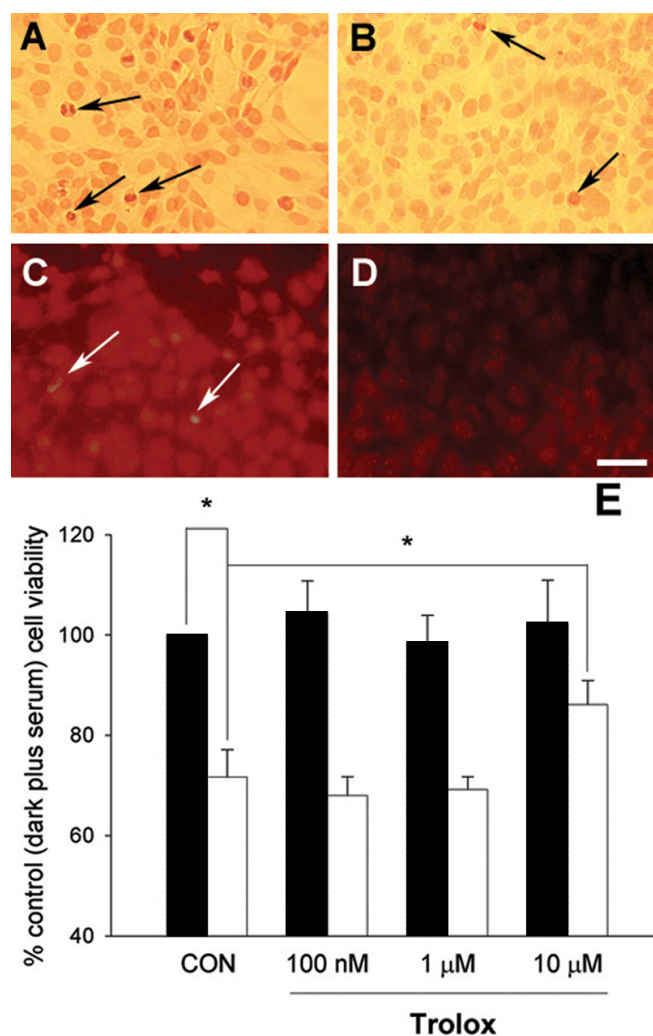 A
B
C
D
E
*
*
% control (dark plus serum) cell viability
120
100
80
60
40
CON
100 nM
1 μM
10 μM
Trolox